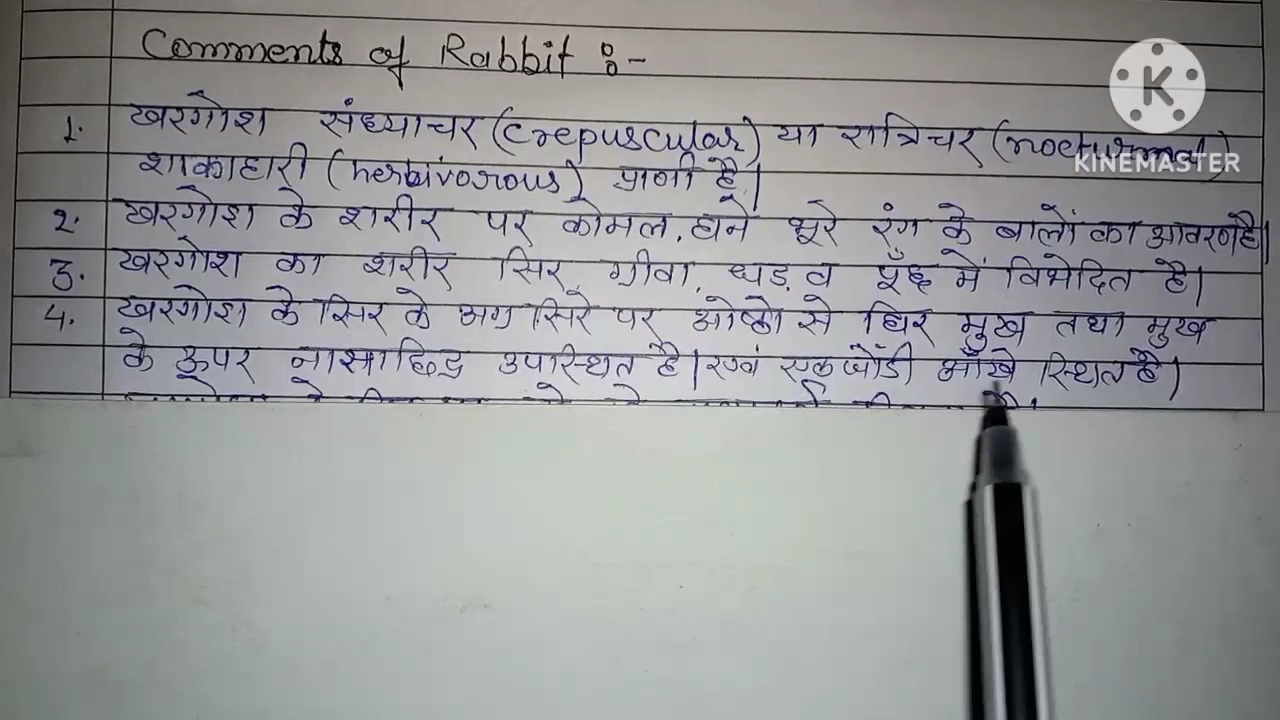 Comments of Rabbit :-
1. खरगोश संध्याचर (crepuscular) या रात्रिचर (nocturnal)
शाकाहारी (herbivorous) प्राणी है।
2. खरगोश के शरीर पर कोमल, घने भूरे रंग के बालों का आवरण है।
3. खरगोश का शरीर सिर, ग्रीवा, धड़ व पूँछ में विभेदित है।
4. खरगोश के सिर के अग्र सिरे पर ओष्ठो से घिर मुख तथा मुख
के ऊपर नासाछिद्र उपस्थित है। एवं एक जोड़ी आँखे स्थित है।
K
KINEMASTER